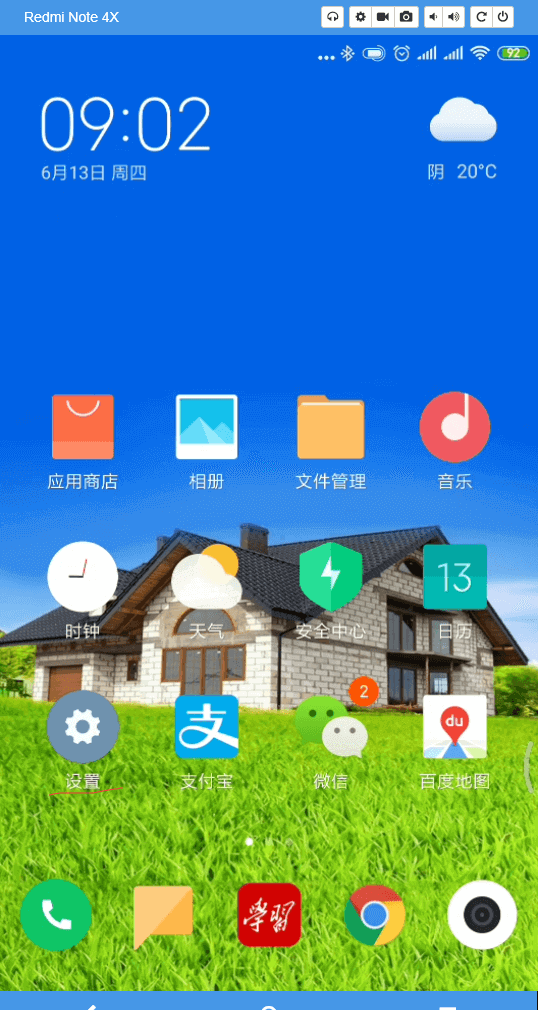 Redmi Note 4X
92
09:02
6月13日 周四
阴 20°C
应用商店 相册 文件管理 音乐
13
时钟 天气 安全中心 日历
2
支 du
设置 支付宝 微信 百度地图
学習